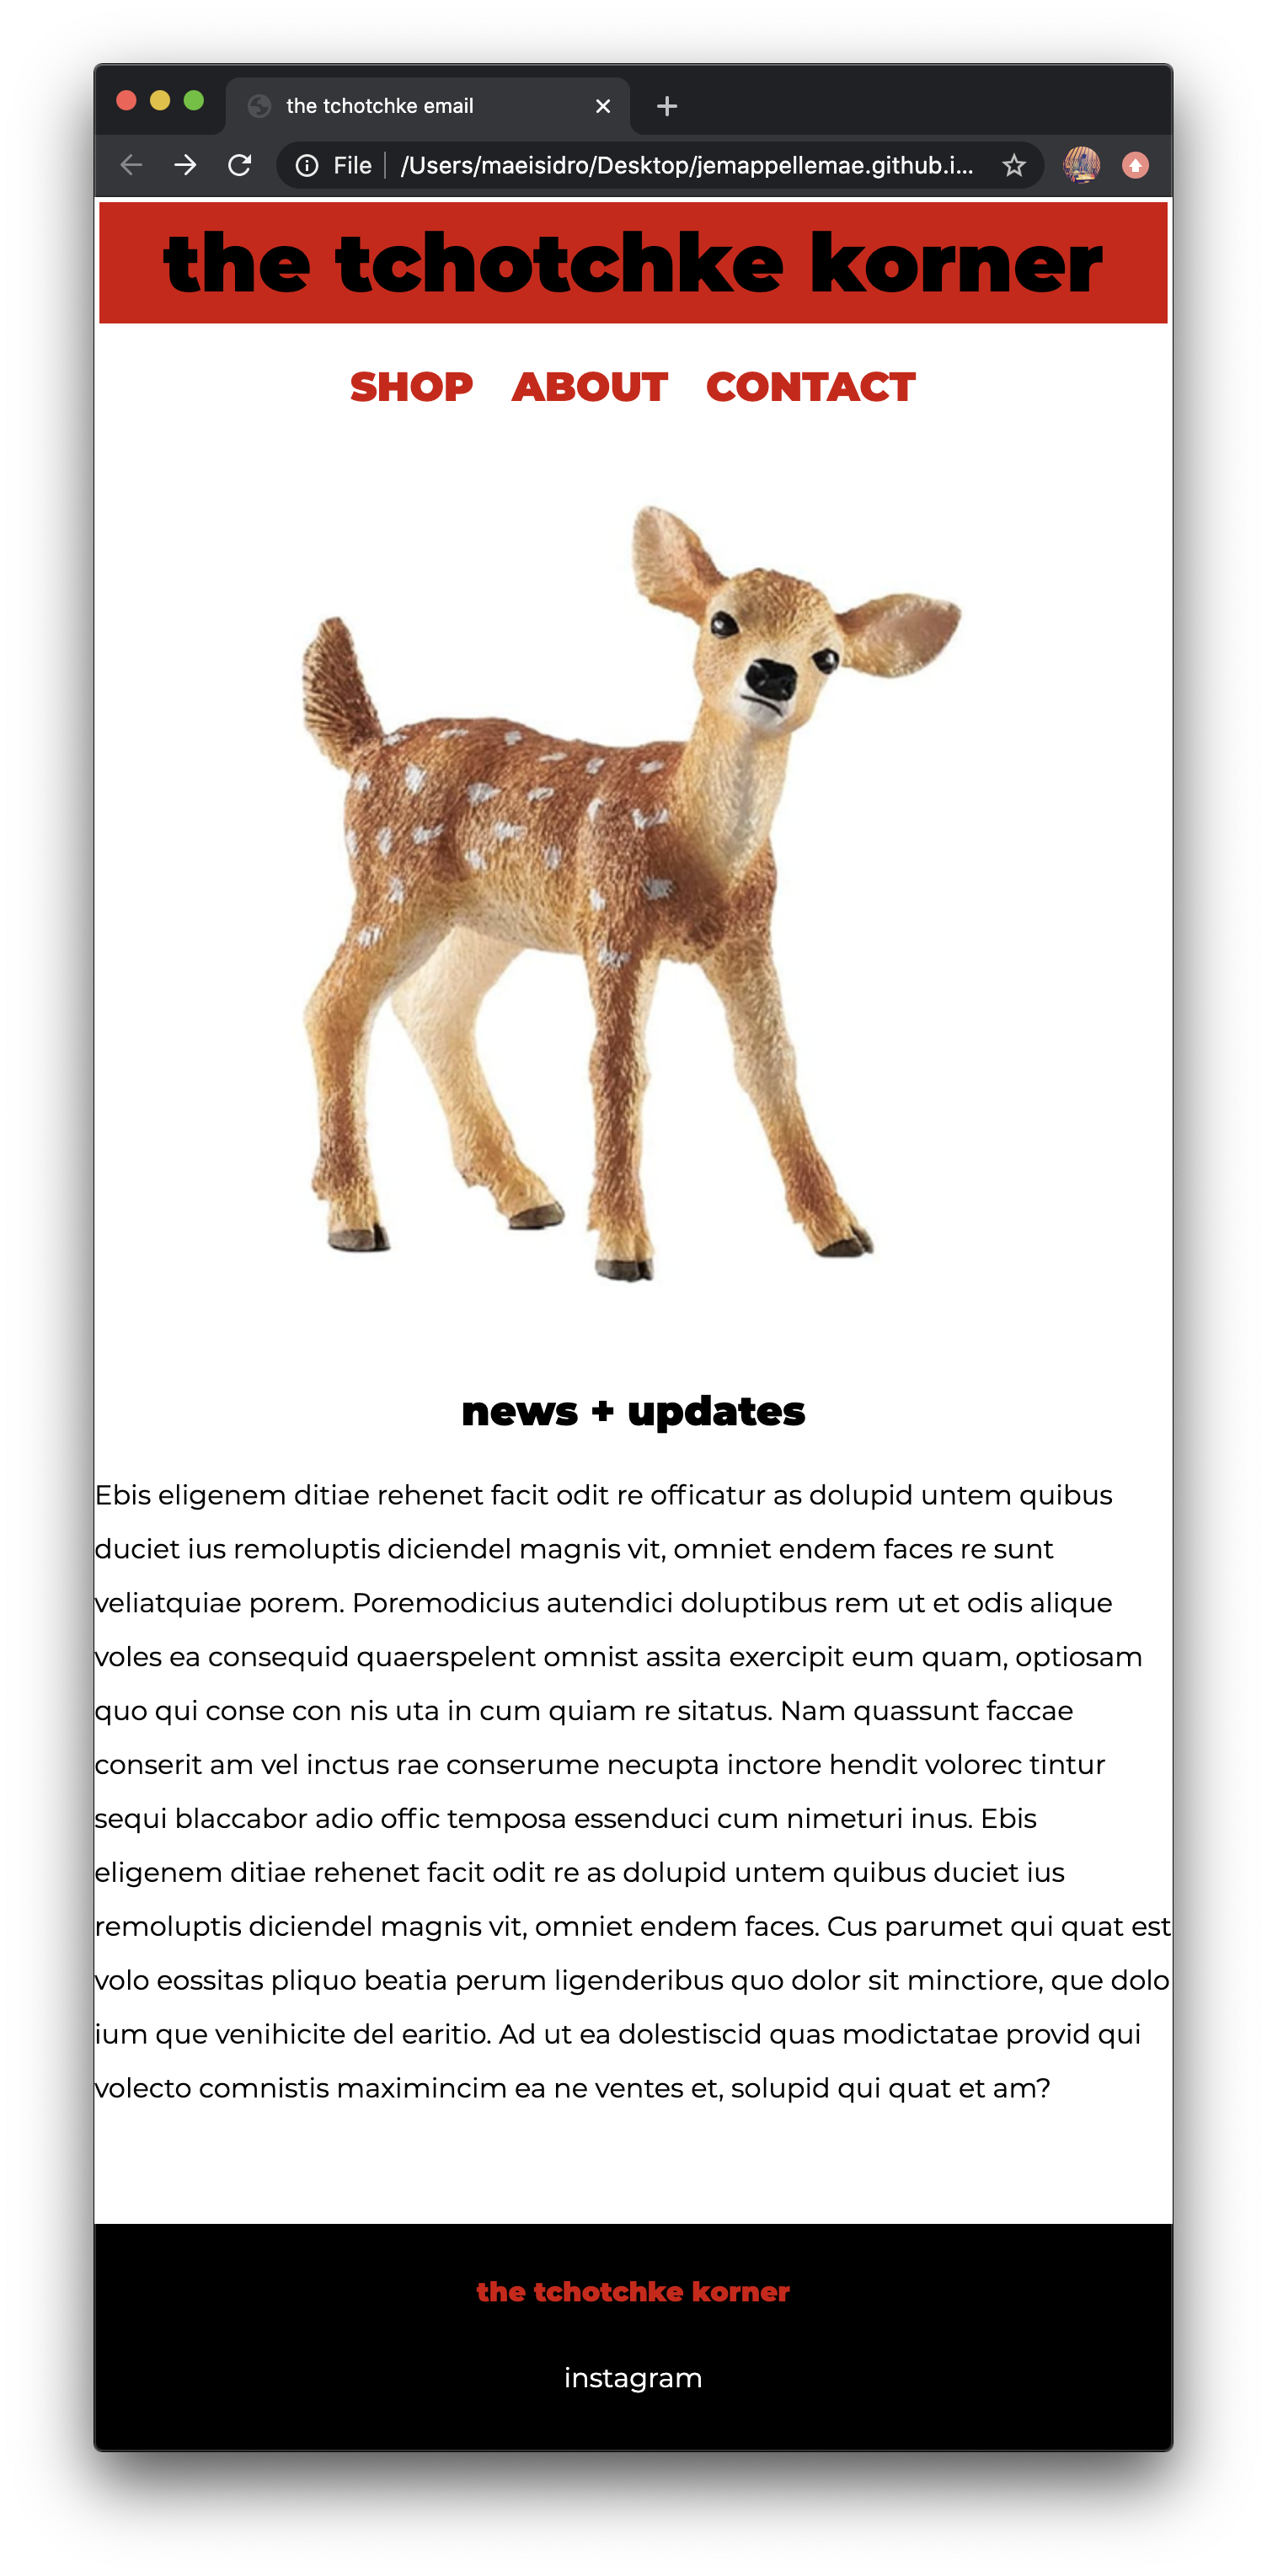 the tchotchke email
File /Users/maeisidro/Desktop/jemappellemae.github.i...
the tchotchke korner
SHOP ABOUT CONTACT
news + updates
Ebis eligenem ditiae rehenet facit odit re officatur as dolupid untem quibus
duciet ius remoluptis diciendel magnis vit, omniet endem faces re sunt
veliatquiae porem. Poremodicius autendici doluptibus rem ut et odis alique
voles ea consequid quaerspelent omnist assita exercipit eum quam, optiosam
quo qui conse con nis uta in cum quiam re sitatus. Nam quassunt faccae
conserit am vel inctus rae conserume necupta inctore hendit volorec tintur
sequi blaccabor adio offic temposa essenduci cum nimeturi inus. Ebis
eligenem ditiae rehenet facit odit re as dolupid untem quibus duciet ius
remoluptis diciendel magnis vit, omniet endem faces. Cus parumet qui quat est
volo eossitas pliquo beatia perum ligenderibus quo dolor sit minctiore, que dolo
ium que venihicite del earitio. Ad ut ea dolestiscid quas modictatae provid qui
volecto comnistis maximincim ea ne ventes et, solupid qui quat et am?
the tchotchke korner
instagram